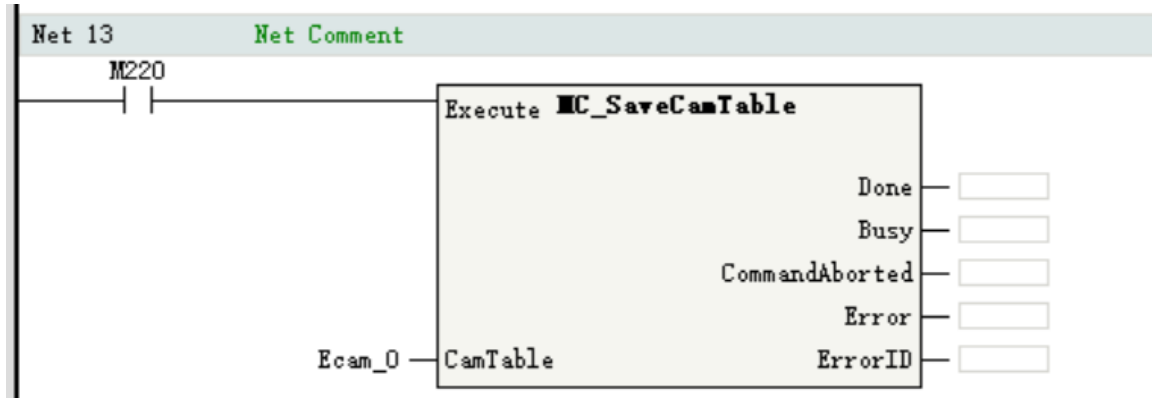 Net 13 Net Comment
M220
Execute MC_SaveCamTable
Done
Busy
CommandAborted
Error
Ecam_0 CamTable ErrorID